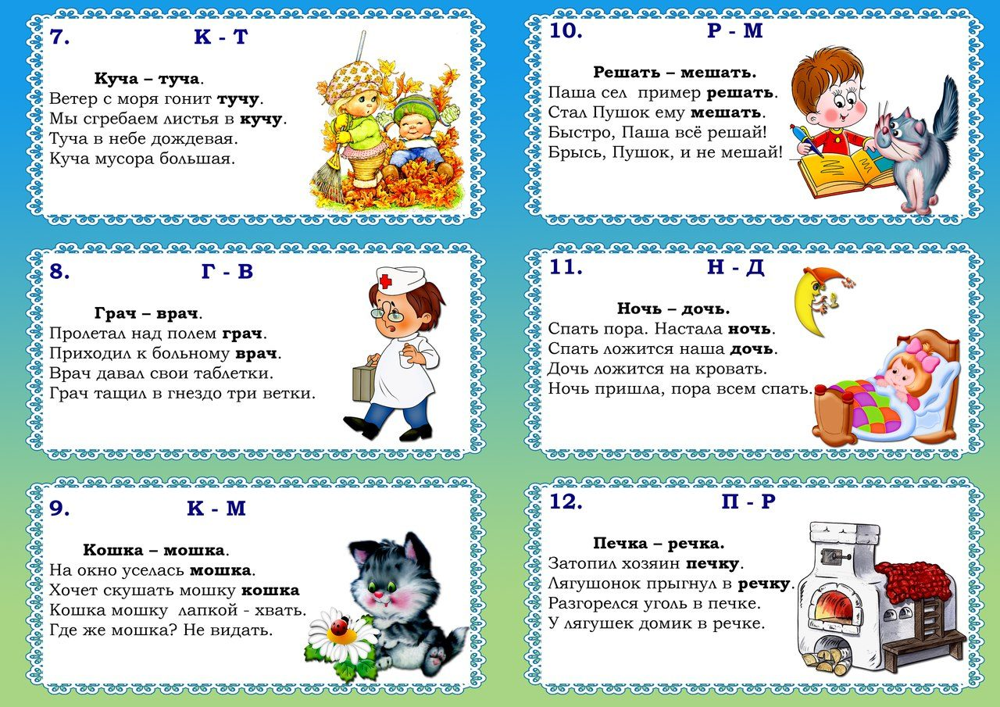 7. К - Т
Куча – туча.
Ветер с моря гонит тучу.
Мы сгребаем листья в кучу.
Туча в небе дождевая.
Куча мусора большая.
8. Г - В
Грач – врач.
Пролетал над полем грач.
Приходил к больному врач.
Врач давал свои таблетки.
Грач тащил в гнездо три ветки.
9. К - М
Кошка – мошка.
На окно уселась мошка.
Хочет скушать мошку кошка
Кошка мошку лапкой - хвать.
Где же мошка? Не видать.
10. Р - М
Решать – мешать.
Паша сел пример решать.
Стал Пушок ему мешать.
Быстро, Паша всё решай!
Брысь, Пушок, и не мешай!
11. Н - Д
Ночь – дочь.
Спать пора. Настала ночь.
Спать ложится наша дочь.
Дочь ложится на кровать.
Ночь пришла, пора всем спать.
12. П - Р
Печка – речка.
Затопил хозяин печку.
Лягушонок прыгнул в речку.
Разгорелся уголь в печке.
У лягушек домик в речке.